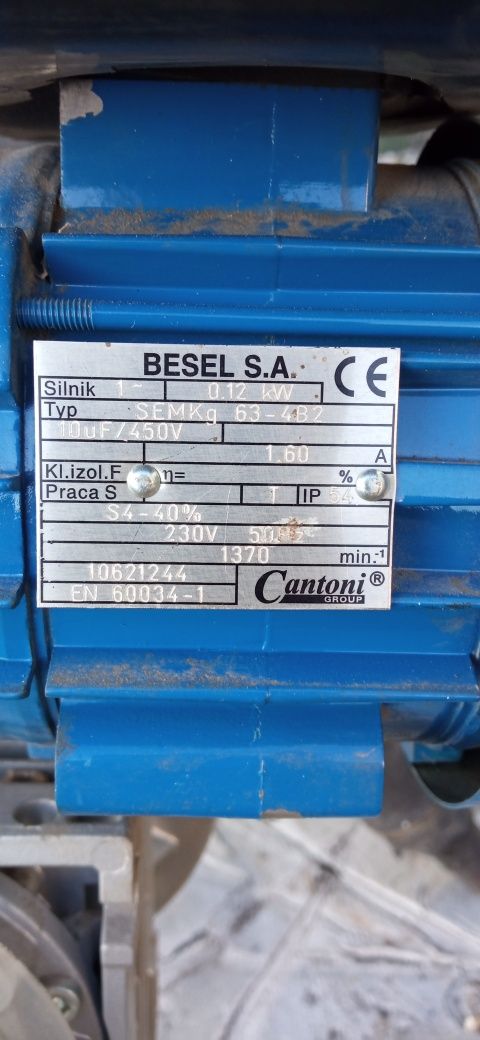 BESEL S.A. CE
Silnik 1~ 0.12 kW
Typ SEMKg 63-4B2
10uF/450V
1.60 A
Kl.izol.F η= %
Praca S 1 IP 54
S4-40%
230V 50Hz
1370 min.-1
10621244
EN 60034-1
Cantoni®
GROUP